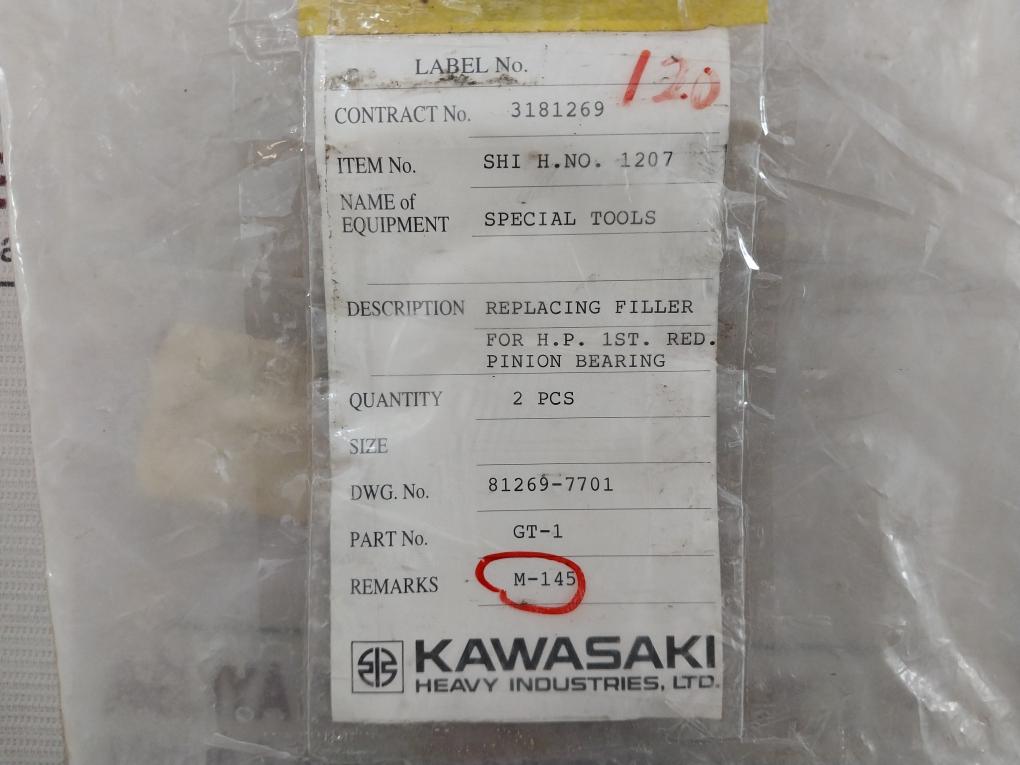 LABEL No. 120
CONTRACT No. 3181269
ITEM No. SHI H.NO. 1207
NAME of
EQUIPMENT SPECIAL TOOLS
DESCRIPTION REPLACING FILLER
FOR H.P. 1ST. RED.
PINION BEARING
QUANTITY 2 PCS
SIZE
DWG. No. 81269-7701
PART No. GT-1
REMARKS M-145
KAWASAKI
HEAVY INDUSTRIES, LTD.